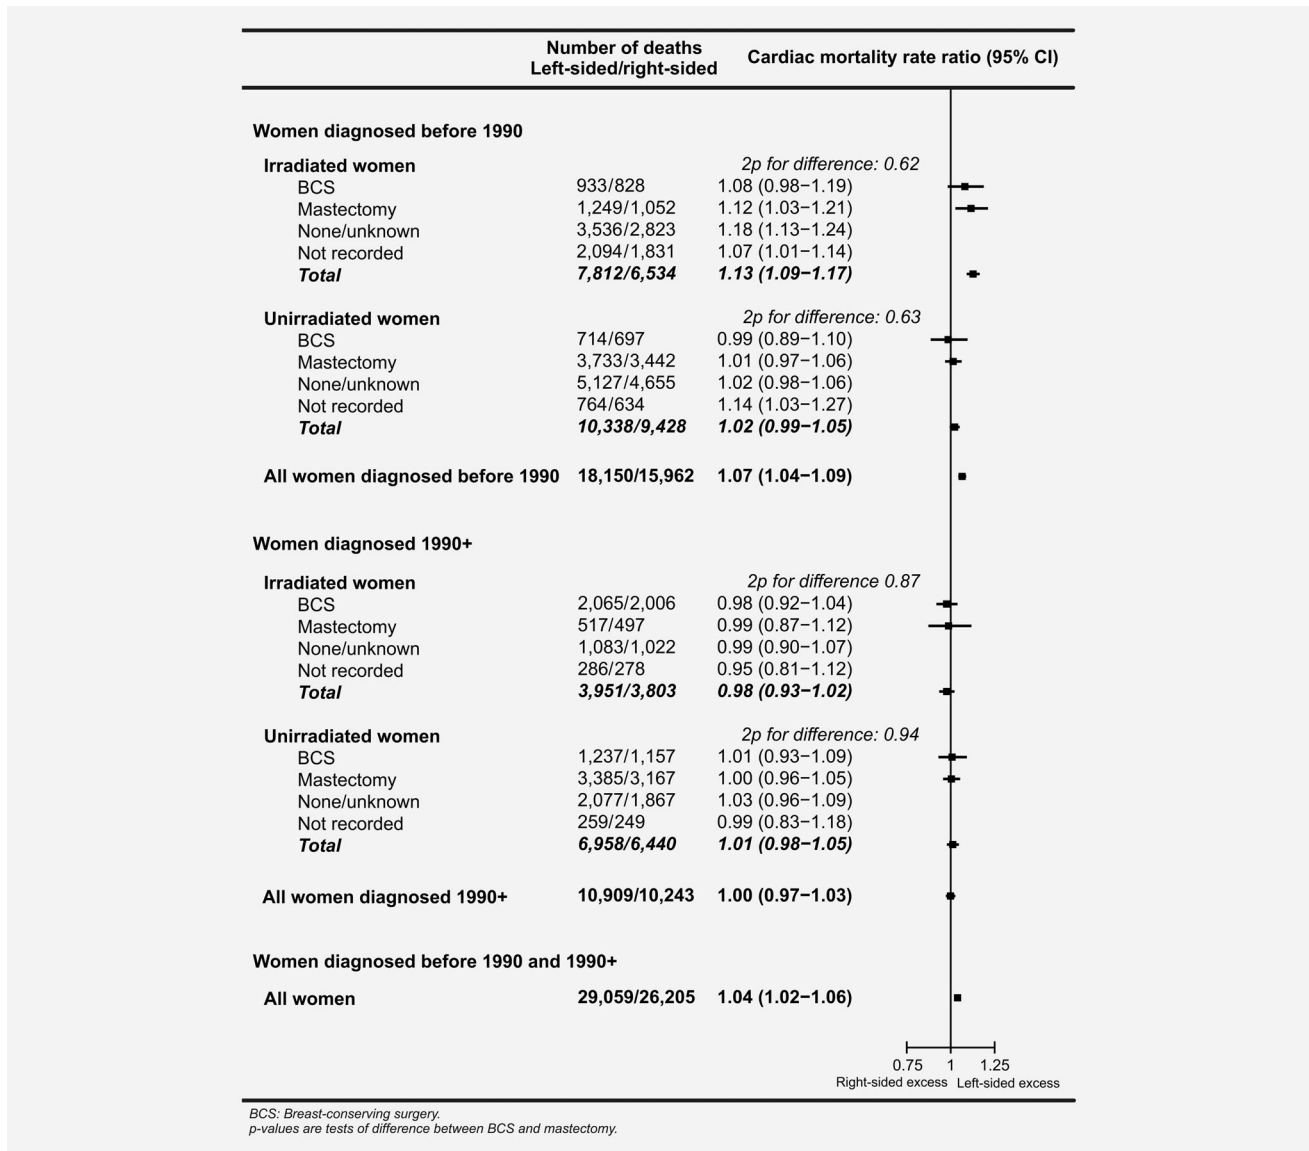 Number of deaths
Left-sided/right-sided
Cardiac mortality rate ratio (95% CI)
Women diagnosed before 1990
Irradiated women 2p for difference: 0.62
BCS 933/828 1.08 (0.98−1.19)
Mastectomy 1,249/1,052 1.12 (1.03−1.21)
None/unknown 3,536/2,823 1.18 (1.13−1.24)
Not recorded 2,094/1,831 1.07 (1.01−1.14)
Total 7,812/6,534 1.13 (1.09−1.17)
Unirradiated women 2p for difference: 0.63
BCS 714/697 0.99 (0.89−1.10)
Mastectomy 3,733/3,442 1.01 (0.97−1.06)
None/unknown 5,127/4,655 1.02 (0.98−1.06)
Not recorded 764/634 1.14 (1.03−1.27)
Total 10,338/9,428 1.02 (0.99−1.05)
All women diagnosed before 1990 18,150/15,962 1.07 (1.04−1.09)
Women diagnosed 1990+
Irradiated women 2p for difference 0.87
BCS 2,065/2,006 0.98 (0.92−1.04)
Mastectomy 517/497 0.99 (0.87−1.12)
None/unknown 1,083/1,022 0.99 (0.90−1.07)
Not recorded 286/278 0.95 (0.81−1.12)
Total 3,951/3,803 0.98 (0.93−1.02)
Unirradiated women 2p for difference: 0.94
BCS 1,237/1,157 1.01 (0.93−1.09)
Mastectomy 3,385/3,167 1.00 (0.96−1.05)
None/unknown 2,077/1,867 1.03 (0.96−1.09)
Not recorded 259/249 0.99 (0.83−1.18)
Total 6,958/6,440 1.01 (0.98−1.05)
All women diagnosed 1990+ 10,909/10,243 1.00 (0.97−1.03)
Women diagnosed before 1990 and 1990+
All women 29,059/26,205 1.04 (1.02−1.06)
0.75 1 1.25
Right-sided excess Left-sided excess
BCS: Breast-conserving surgery.
p-values are tests of difference between BCS and mastectomy.